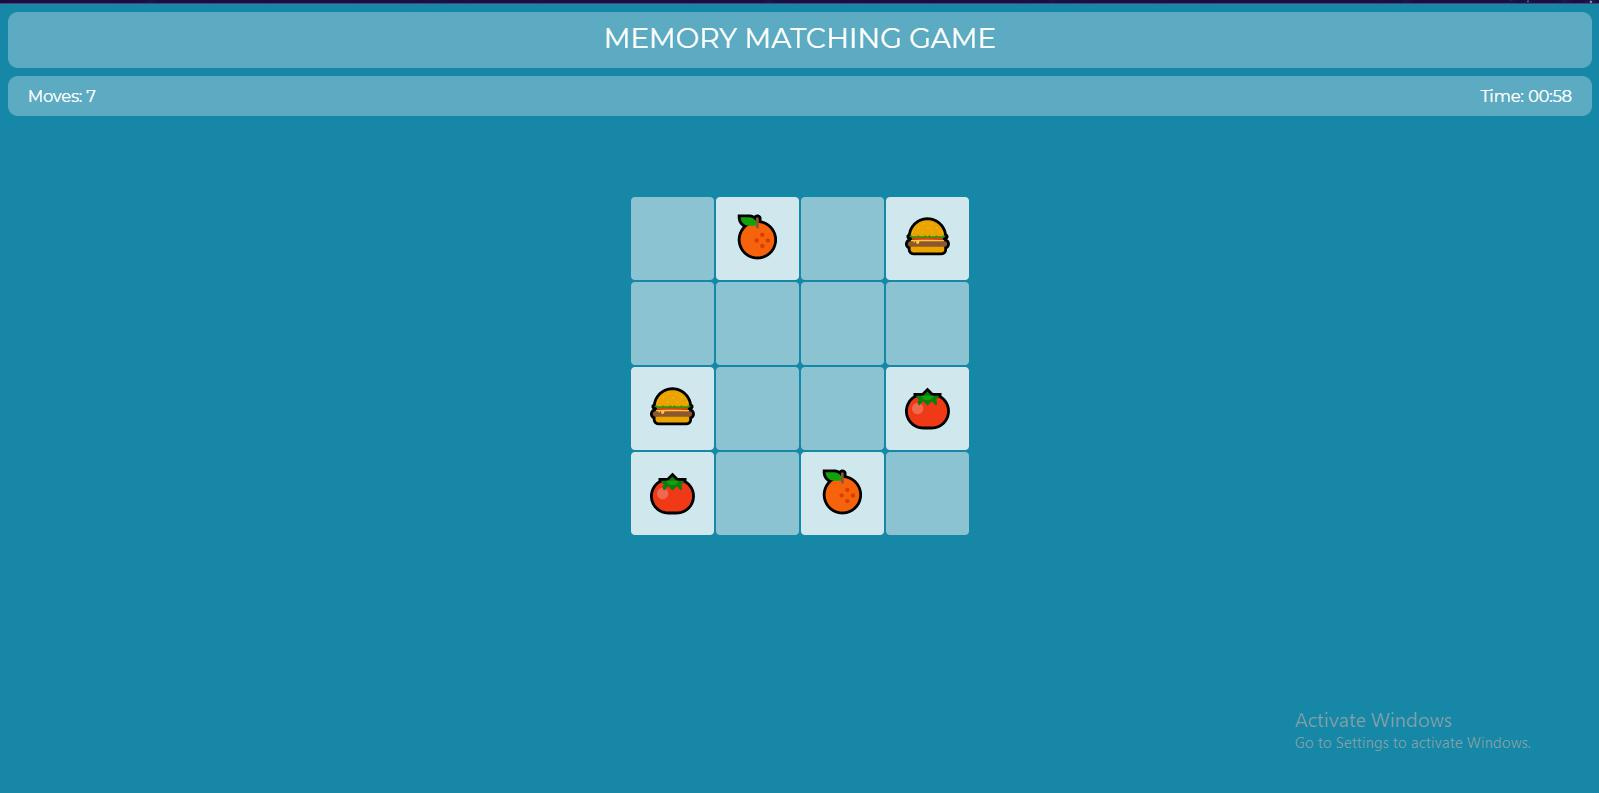 MEMORY MATCHING GAME
Moves: 7
Time: 00:58
Activate Windows
Go to Settings to activate Windows.